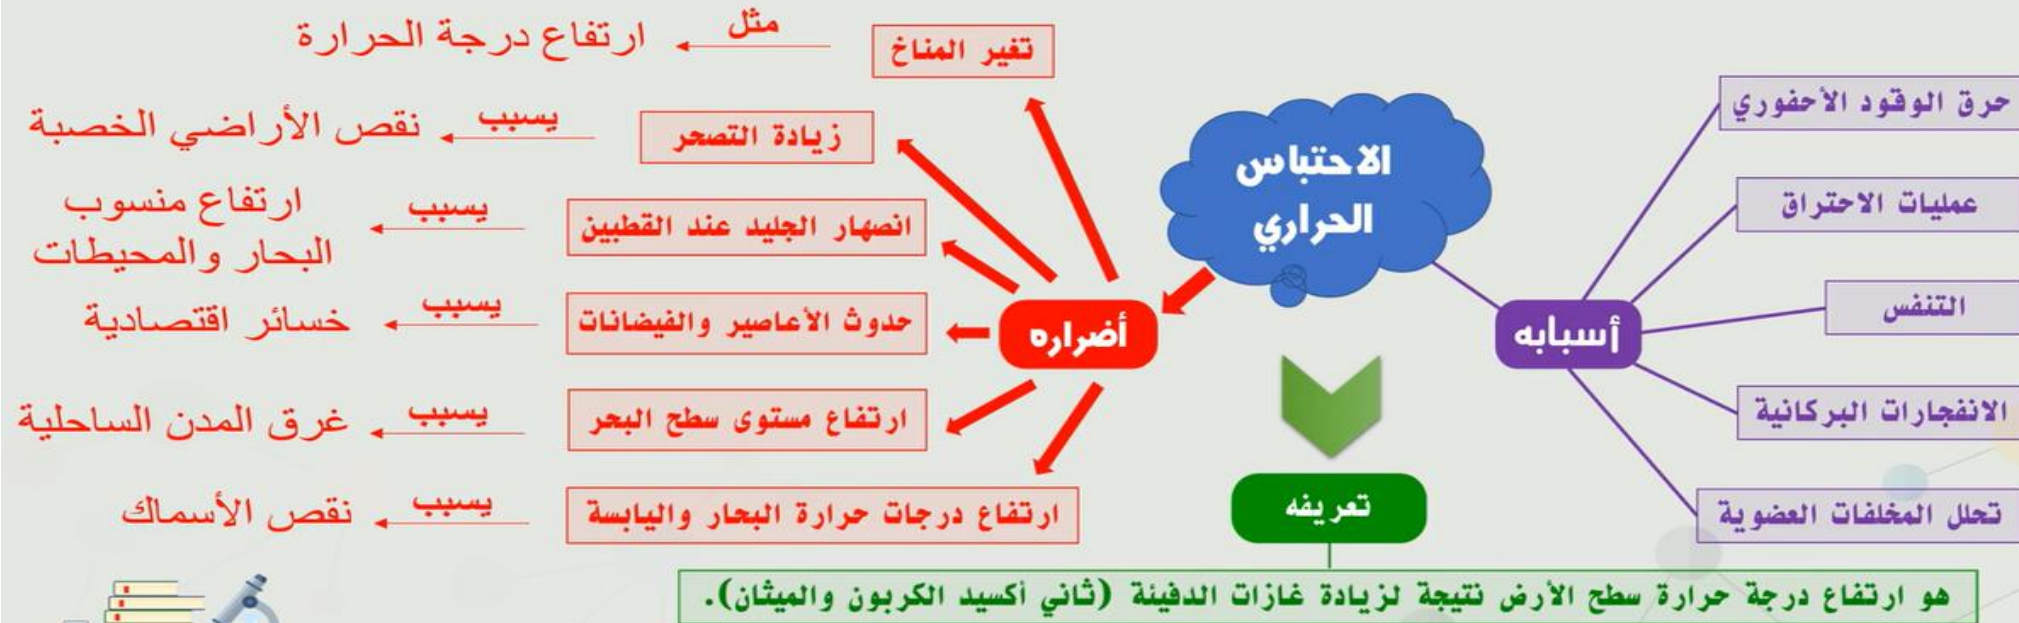 الاحتباس
الحراري
أسبابه
حرق الوقود الأحفوري
عمليات الاحتراق
التنفس
الانفجارات البركانية
تحلل المخلفات العضوية
أضراره
تغير المناخ مثل ارتفاع درجة الحرارة
زيادة التصحر يسبب نقص الأراضي الخصبة
انصهار الجليد عند القطبين يسبب ارتفاع منسوب
البحار والمحيطات
حدوث الأعاصير والفيضانات يسبب خسائر اقتصادية
ارتفاع مستوى سطح البحر يسبب غرق المدن الساحلية
ارتفاع درجات حرارة البحار واليابسة يسبب نقص الأسماك
تعريفه
هو ارتفاع درجة حرارة سطح الأرض نتيجة لزيادة غازات الدفيئة (ثاني أكسيد الكربون والميثان).